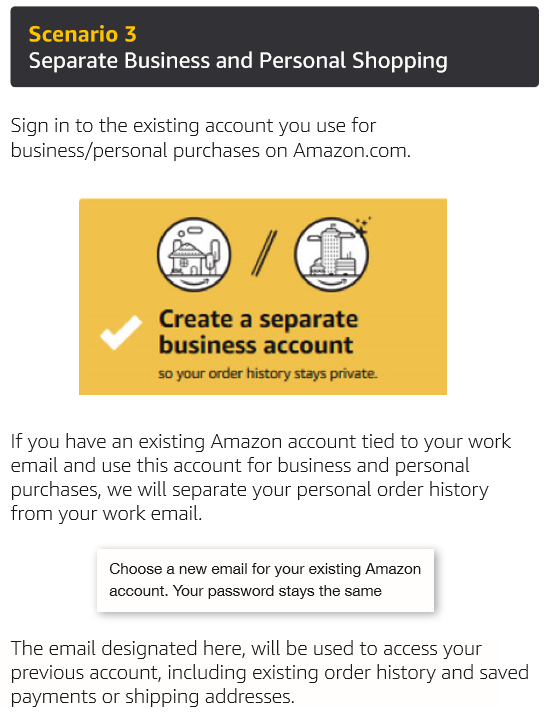 Scenario 3
Separate Business and Personal Shopping
Sign in to the existing account you use for
business/personal purchases on Amazon.com.
Create a separate
business account
so your order history stays private.
If you have an existing Amazon account tied to your work
email and use this account for business and personal
purchases, we will separate your personal order history
from your work email.
Choose a new email for your existing Amazon
account. Your password stays the same
The email designated here, will be used to access your
previous account, including existing order history and saved
payments or shipping addresses.